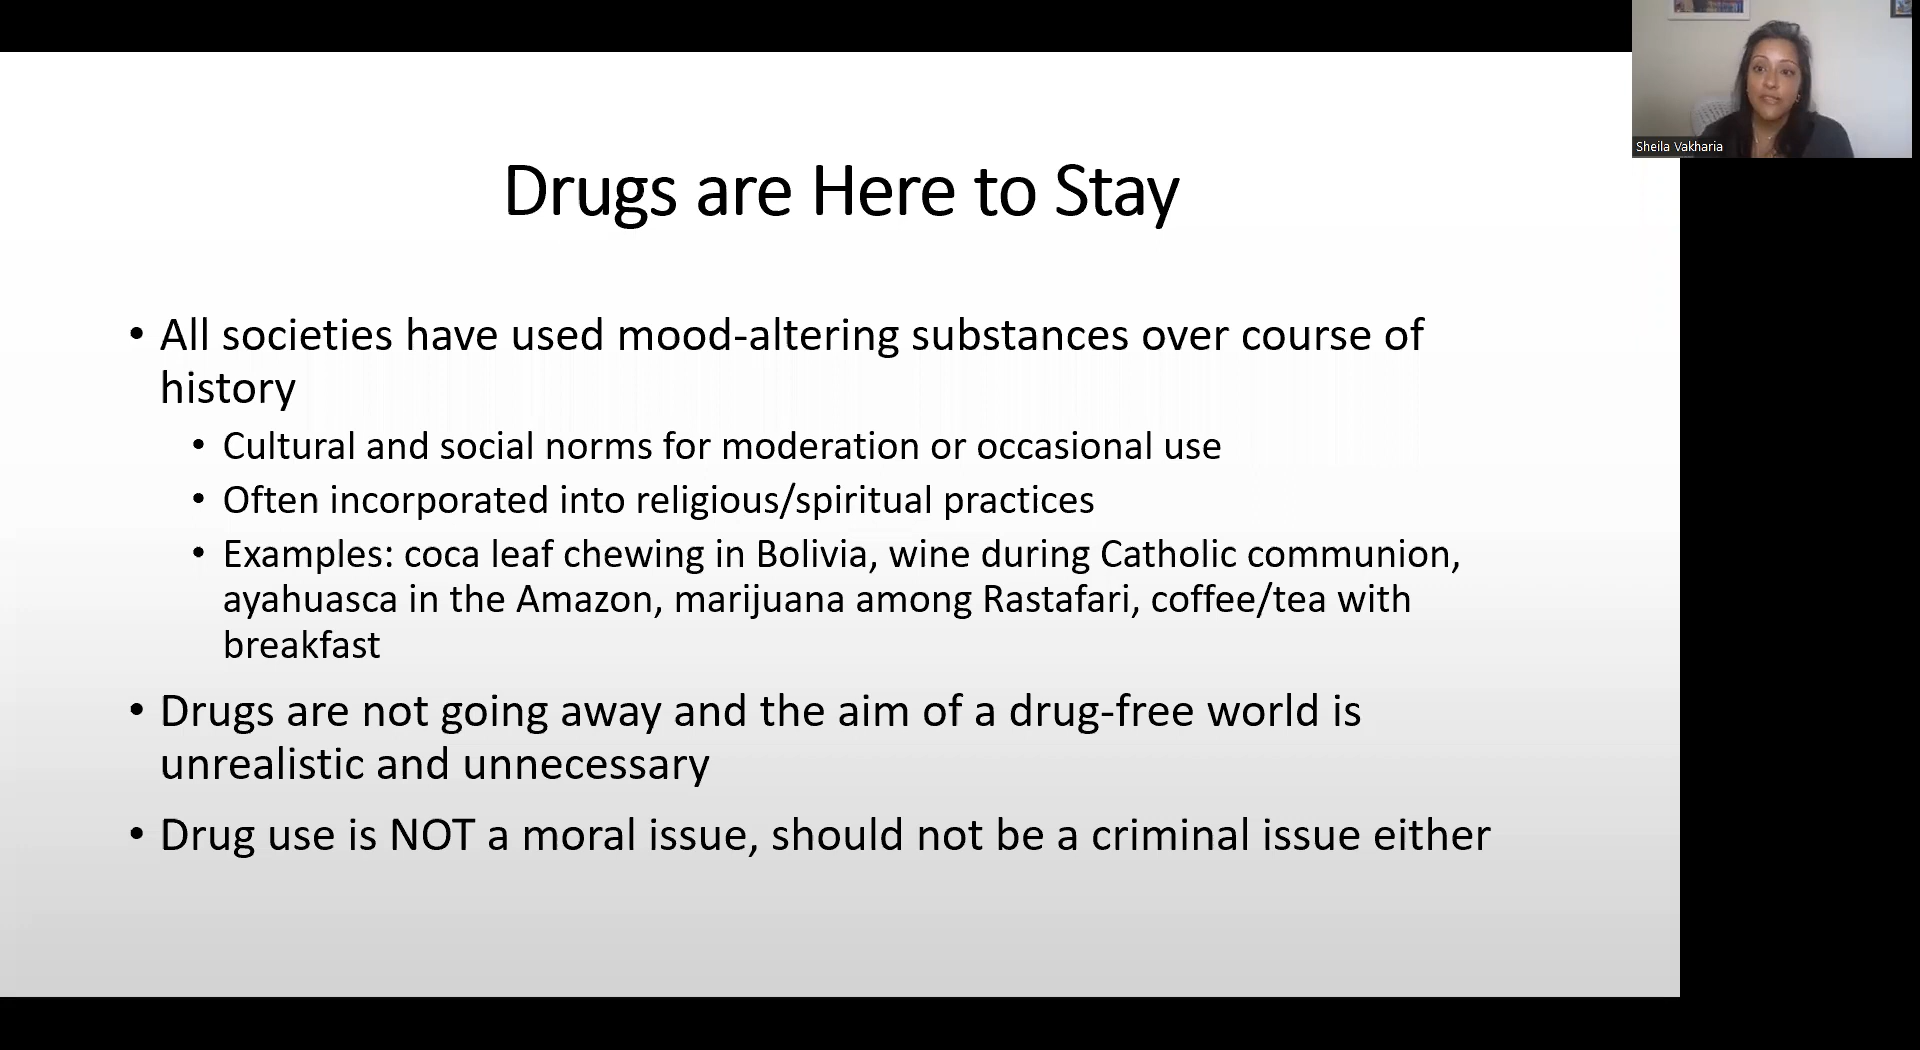 Sheila Vakharia
Drugs are Here to Stay
• All societies have used mood-altering substances over course of
history
• Cultural and social norms for moderation or occasional use
• Often incorporated into religious/spiritual practices
• Examples: coca leaf chewing in Bolivia, wine during Catholic communion,
ayahuasca in the Amazon, marijuana among Rastafari, coffee/tea with
breakfast
• Drugs are not going away and the aim of a drug-free world is
unrealistic and unnecessary
• Drug use is NOT a moral issue, should not be a criminal issue either